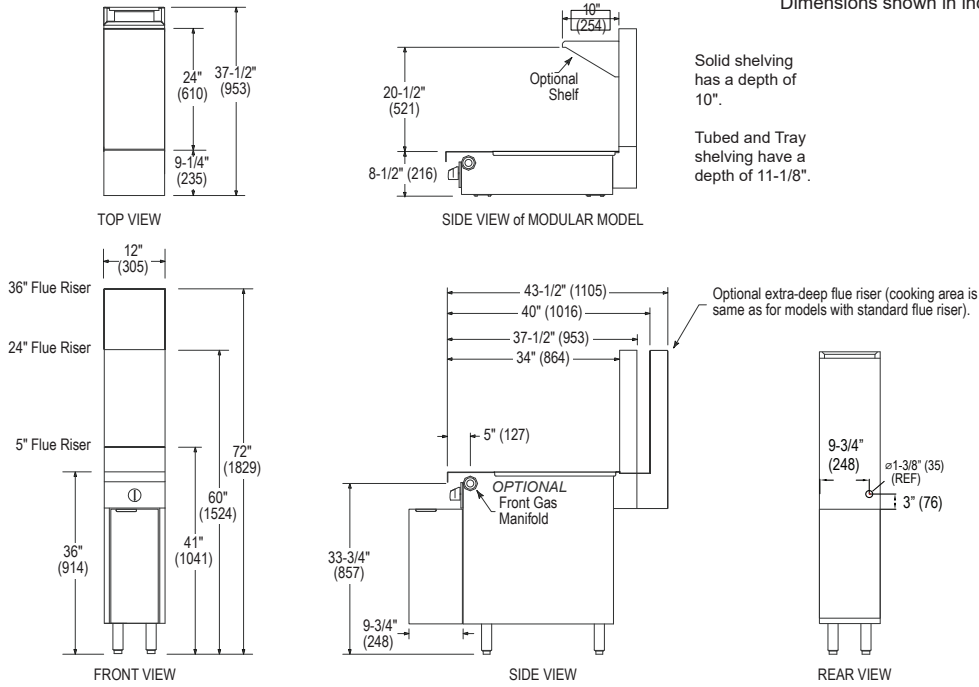 Dimensions shown in inc
24"
(610)
37-1/2"
(953)
9-1/4"
(235)
TOP VIEW
10"
(254)
Optional
Shelf
20-1/2"
(521)
8-1/2" (216)
SIDE VIEW of MODULAR MODEL
Solid shelving
has a depth of
10".
Tubed and Tray
shelving have a
depth of 11-1/8".
12"
(305)
36" Flue Riser
24" Flue Riser
5" Flue Riser
72"
(1829)
60"
(1524)
41"
(1041)
36"
(914)
FRONT VIEW
43-1/2" (1105)
40" (1016)
37-1/2" (953)
34" (864)
Optional extra-deep flue riser (cooking area is
same as for models with standard flue riser).
5" (127)
OPTIONAL
Front Gas
Manifold
33-3/4"
(857)
9-3/4"
(248)
SIDE VIEW
9-3/4"
(248)
⌀1-3/8" (35)
(REF)
3" (76)
REAR VIEW